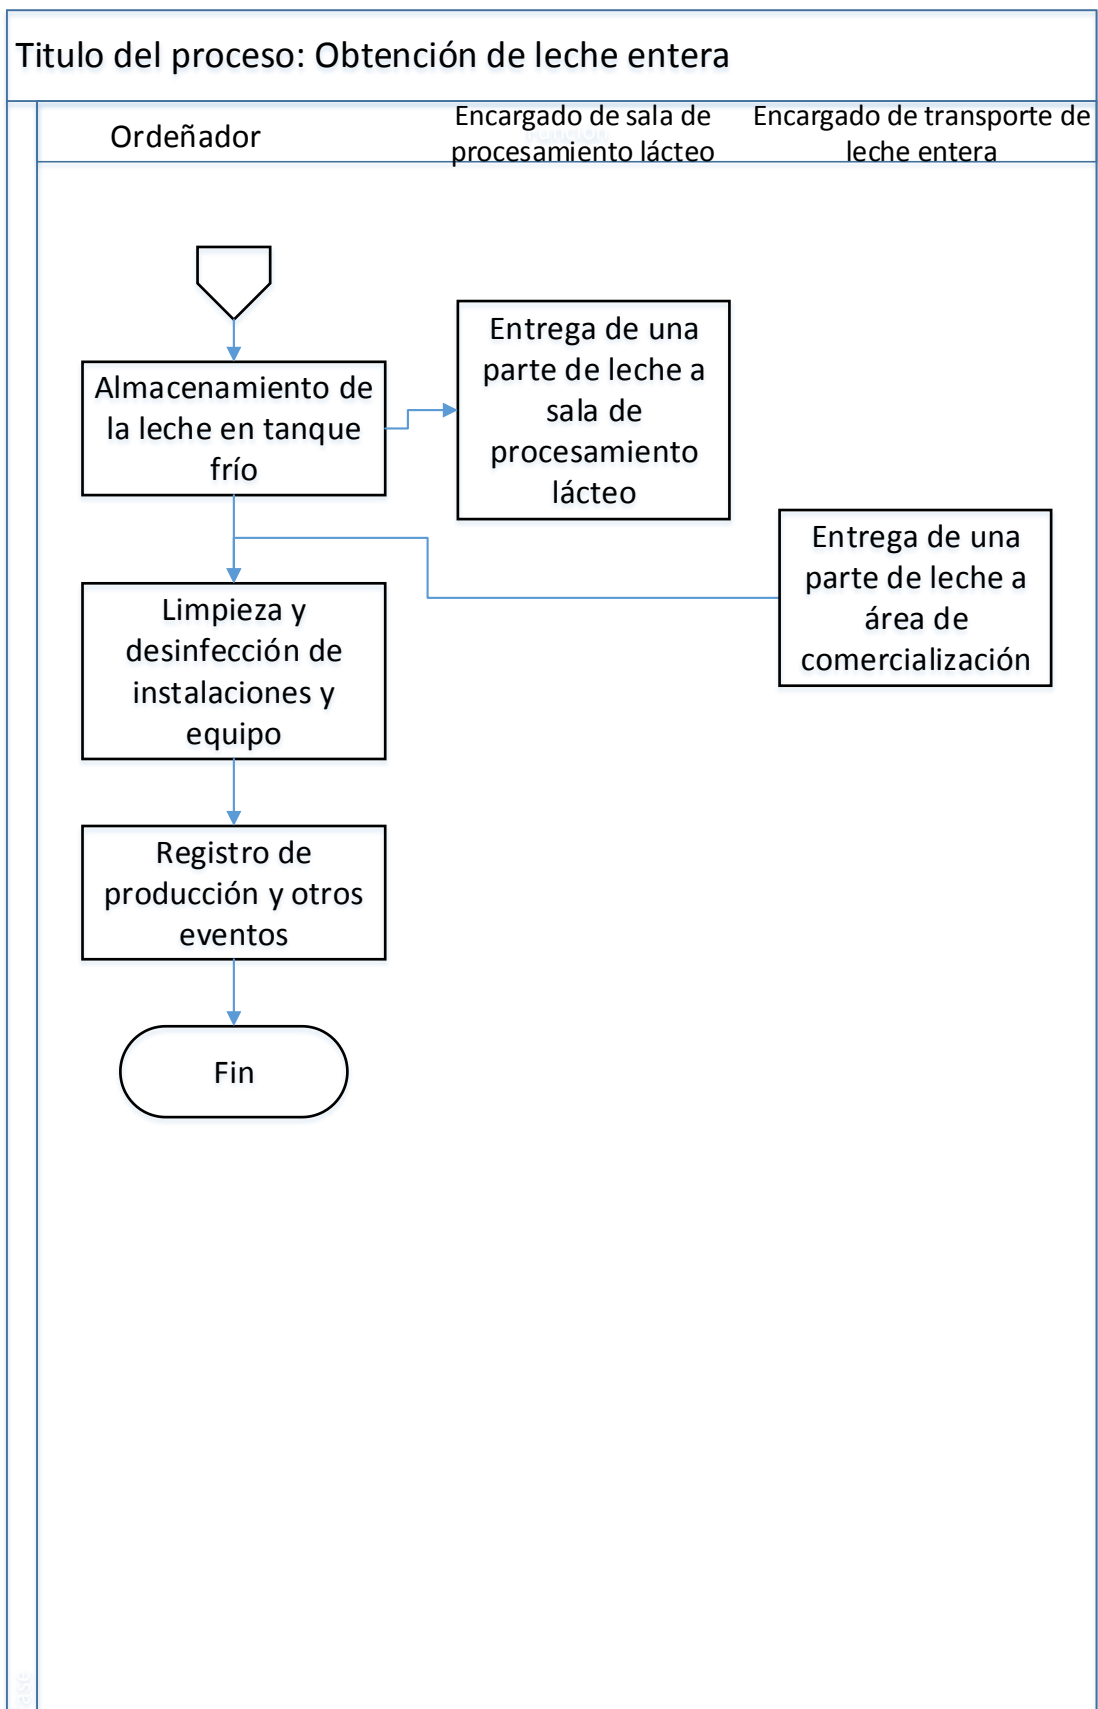 Titulo del proceso: Obtención de leche entera
Ordeñador
Encargado de sala de
procesamiento lácteo
Encargado de transporte de
leche entera
Almacenamiento de
la leche en tanque
frío
Entrega de una
parte de leche a
sala de
procesamiento
lácteo
Entrega de una
parte de leche a
área de
comercialización
Limpieza y
desinfección de
instalaciones y
equipo
Registro de
producción y otros
eventos
Fin